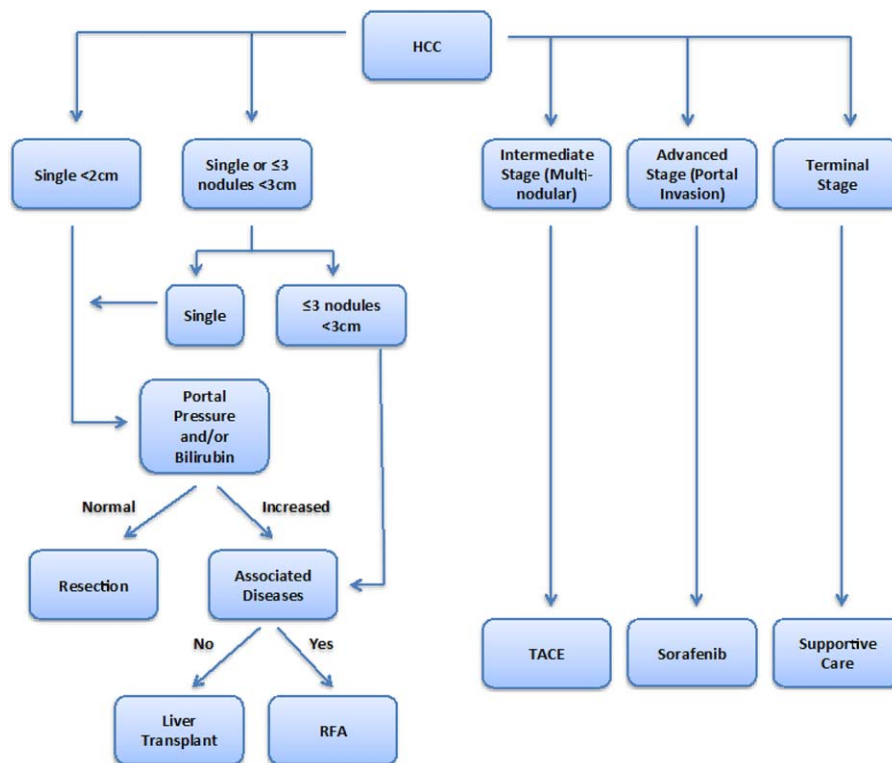 HCC
Single <2cm
Single or ≤3
nodules <3cm
Intermediate
Stage (Multi-
nodular)
Advanced
Stage (Portal
Invasion)
Terminal
Stage
Single
≤3 nodules
<3cm
Portal
Pressure
and/or
Bilirubin
Normal
Increased
Resection
Associated
Diseases
No
Yes
Liver
Transplant
RFA
TACE
Sorafenib
Supportive
Care